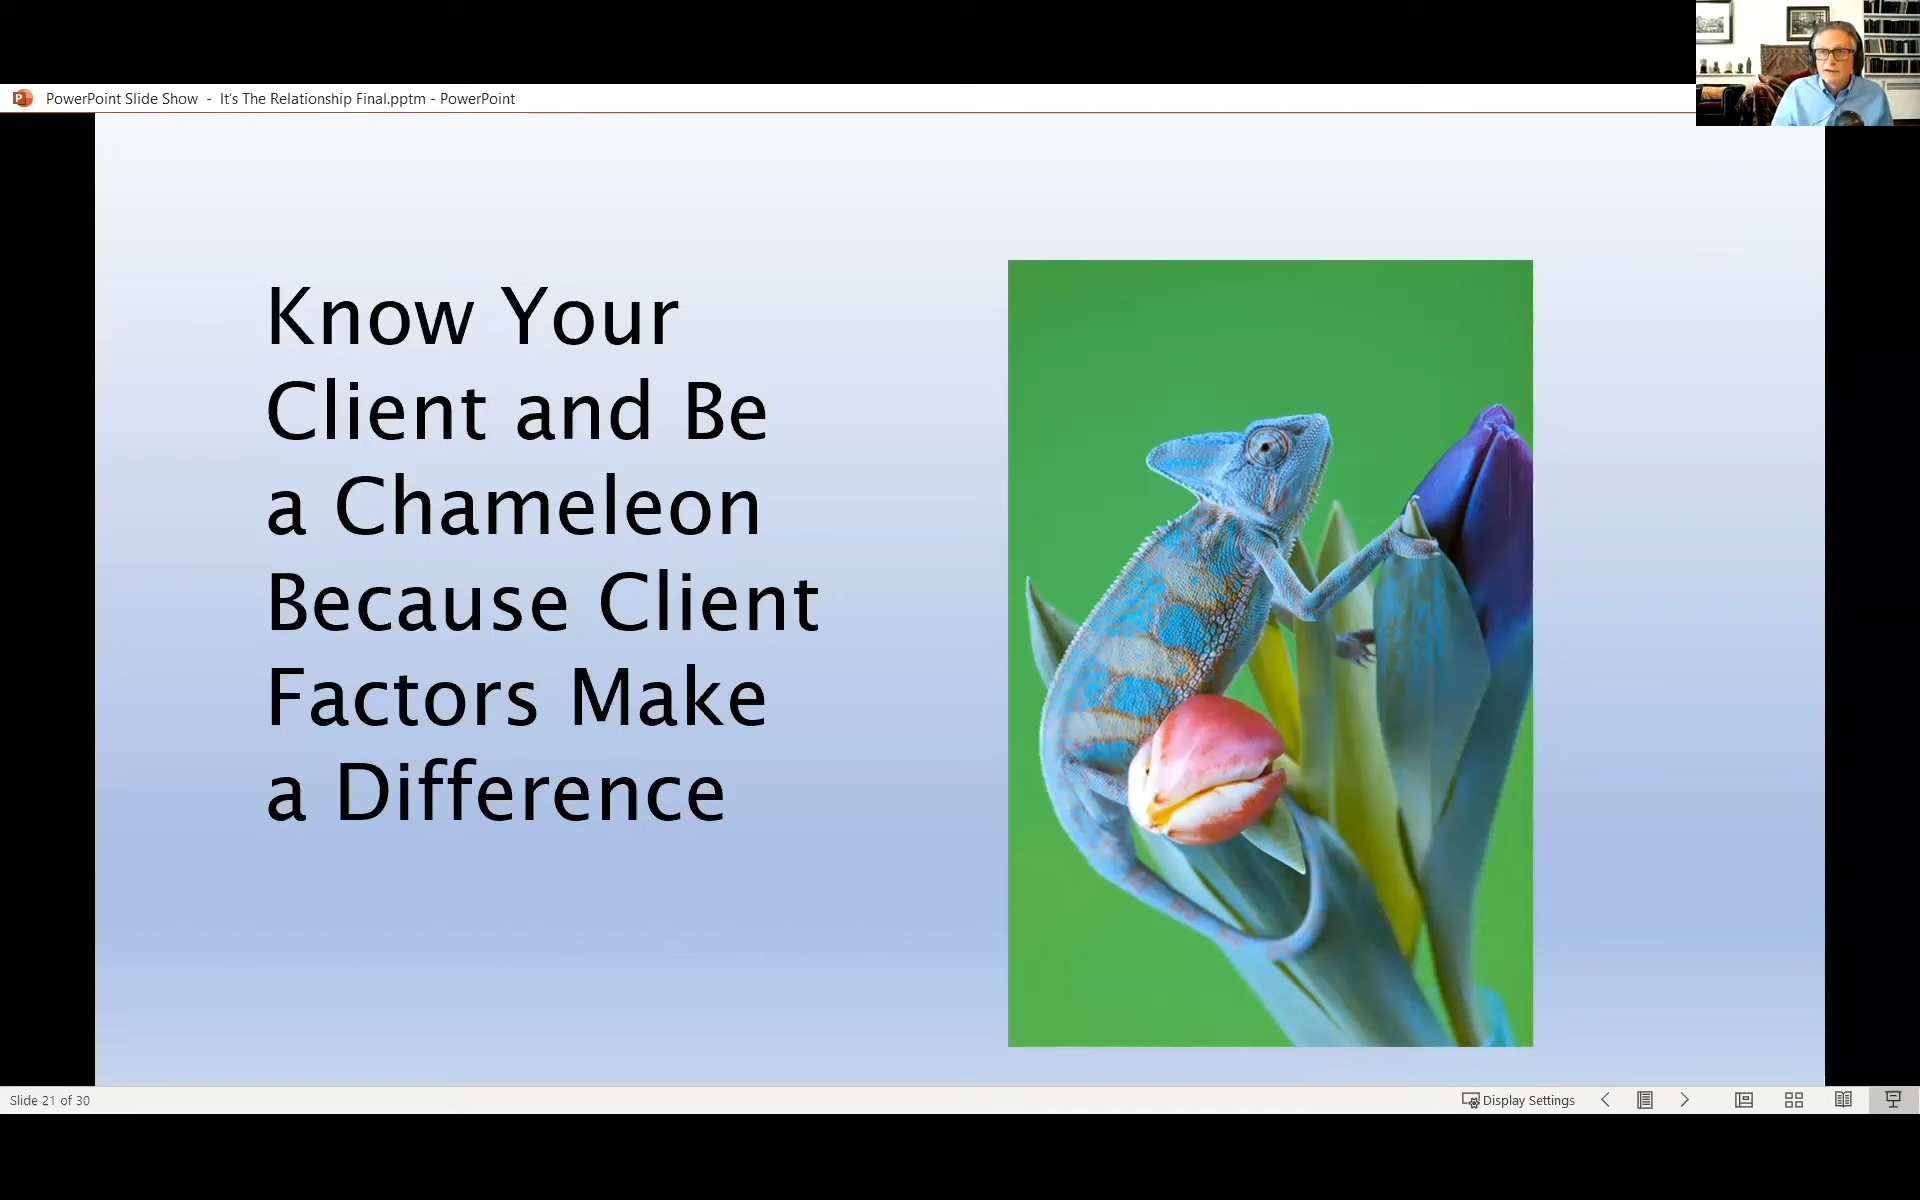 PowerPoint Slide Show - It's The Relationship Final.pptm - PowerPoint
Know Your
Client and Be
a Chameleon
Because Client
Factors Make
a Difference
Slide 21 of 30
Display Settings